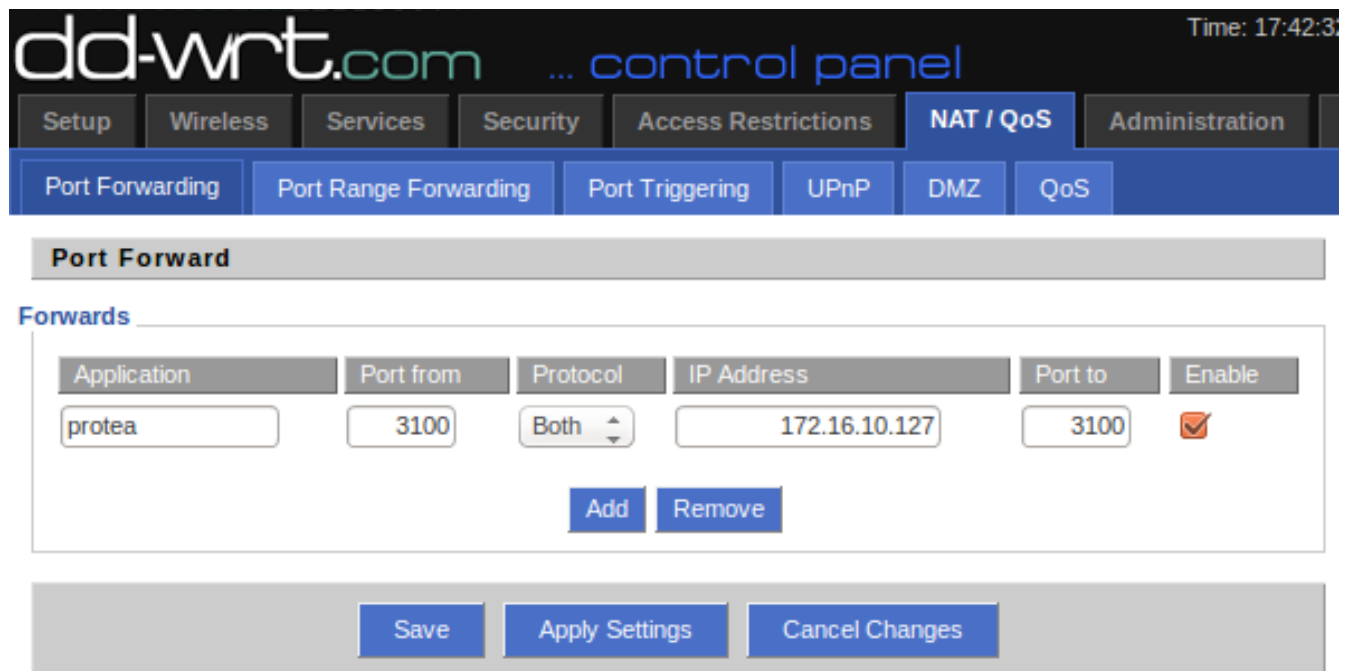 Time: 17:42:32
dd-wrt.com ... control panel
Setup Wireless Services Security Access Restrictions NAT / QoS Administration
Port Forwarding Port Range Forwarding Port Triggering UPnP DMZ QoS
Port Forward
Forwards
Application Port from Protocol IP Address Port to Enable
protea 3100 Both 172.16.10.127 3100
Add Remove
Save Apply Settings Cancel Changes